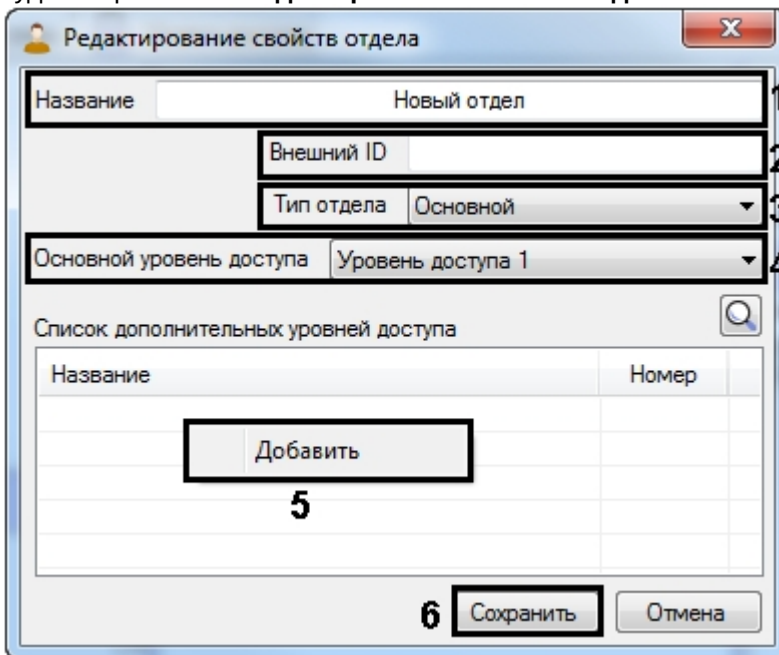 Редактирование свойств отдела
Название Новый отдел 1
Внешний ID 2
Тип отдела Основной 3
Основной уровень доступа Уровень доступа 1 4
Список дополнительных уровней доступа
Название Номер
Добавить
5
6 Сохранить Отмена